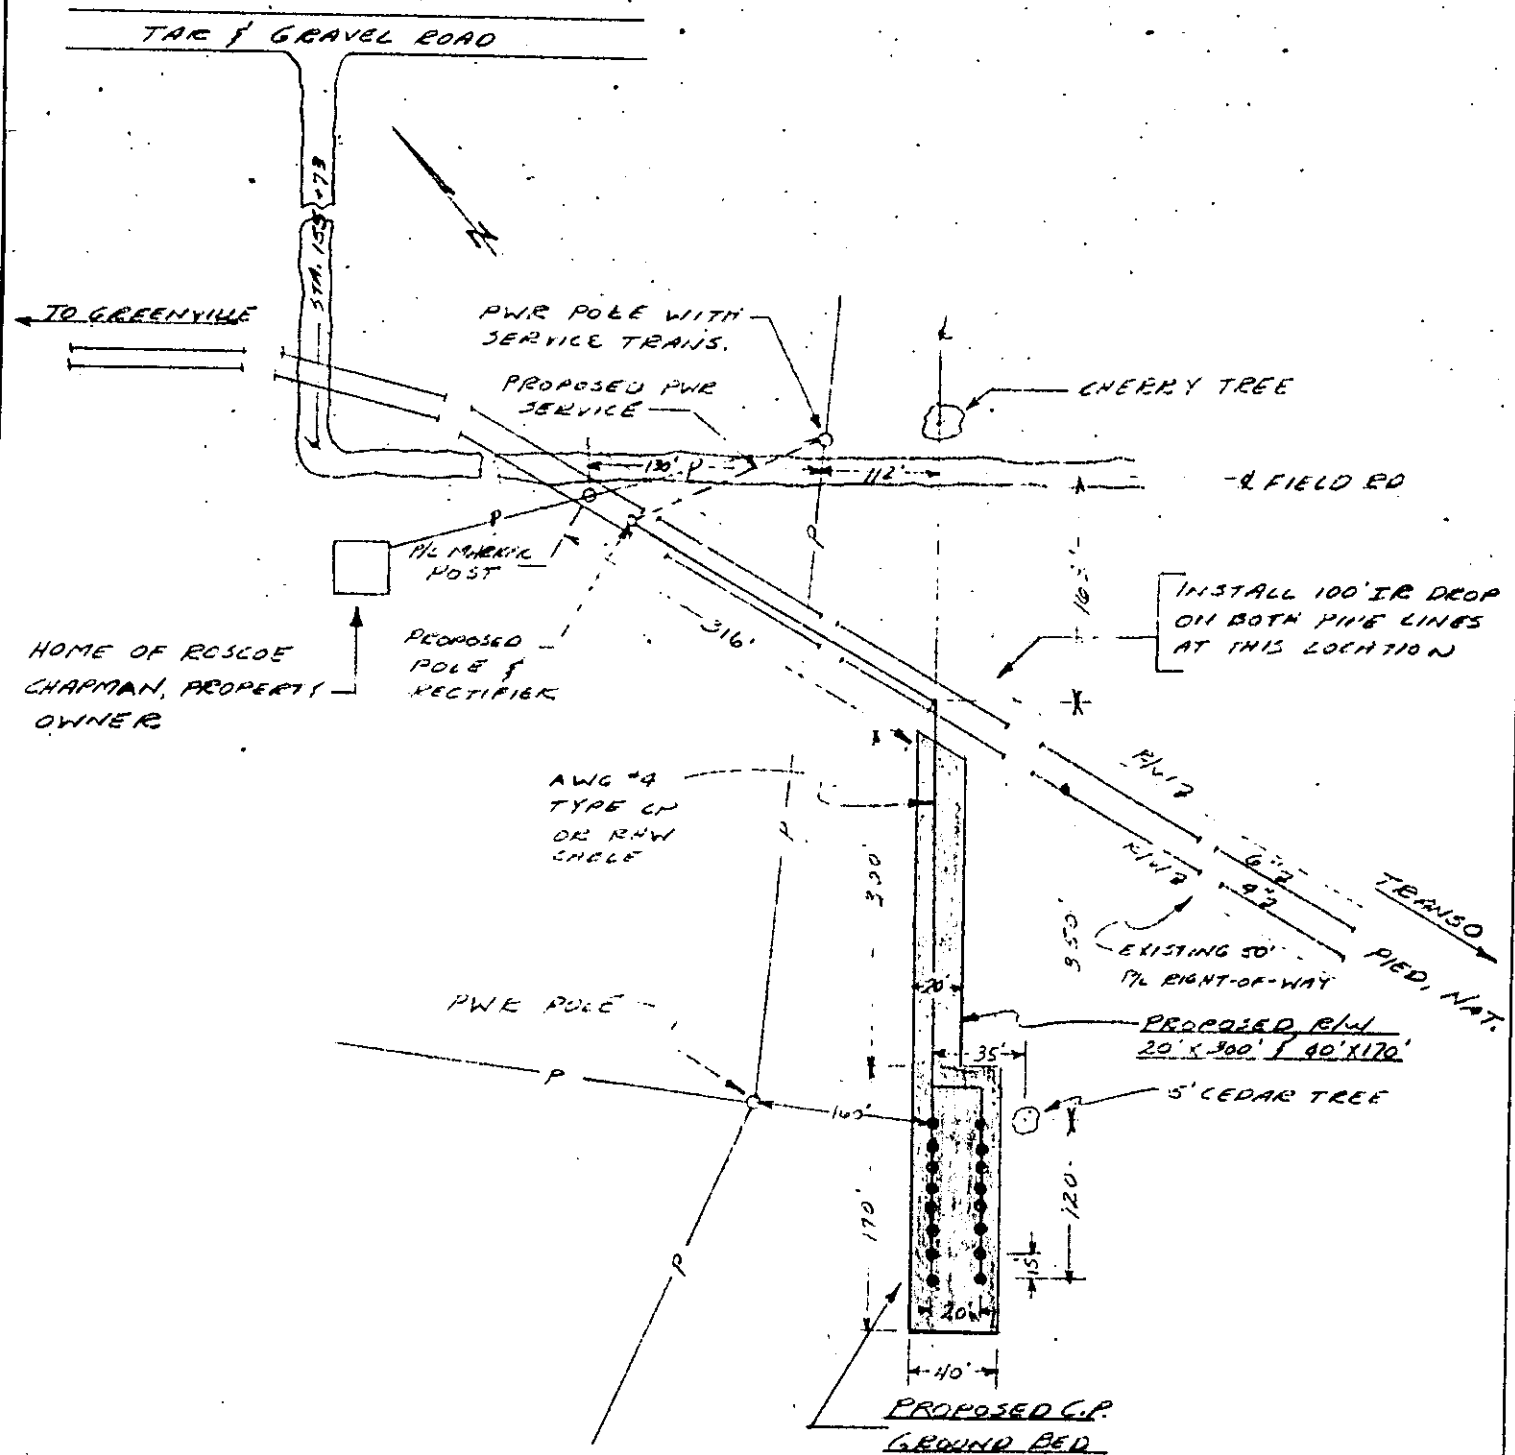 TAR & GRAVEL ROAD
STA. 155+73
N
TO GREENVILLE
PWR POLE WITH
SERVICE TRANS.
PROPOSED PWR
SERVICE
CHERRY TREE
130'
P
112'
FIELD RD
P
P/L MARKER
POST
P
HOME OF ROSCOE
CHAPMAN, PROPERTY
OWNER
PROPOSED
POLE &
RECTIFIER
316'
INSTALL 100' IR DROP
ON BOTH PIPE LINES
AT THIS LOCATION
AWG #4
TYPE CP
OR RHW
CABLE
P
300'
R/W
R/W
6"
350'
EXISTING 50'
P/L RIGHT-OF-WAY
TRANSO
PIED. NAT.
PWR POLE
20'
PROPOSED R/W
20' X 300' & 40' X 170'
35'
P
160'
5' CEDAR TREE
170'
120'
15'
P
20'
40'
PROPOSED C.P.
GROUND BED